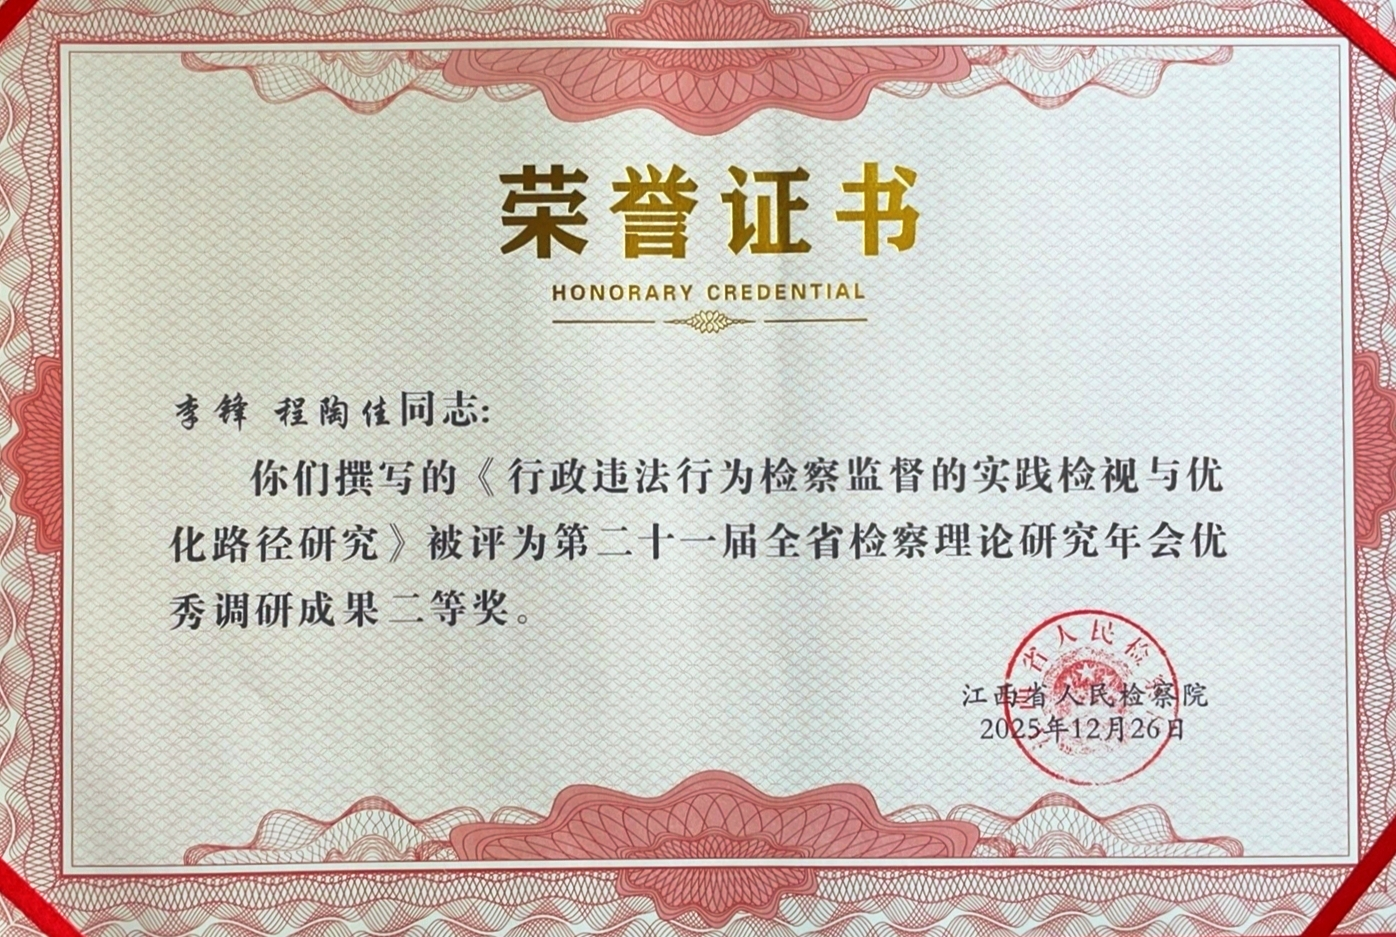 荣誉证书
HONORARY CREDENTIAL
李锋 程陶佳同志:
你们撰写的《行政违法行为检察监督的实践检视与优
化路径研究》被评为第二十一届全省检察理论研究年会优
秀调研成果二等奖。
省人民检
江西省人民检察院
2025年12月26日